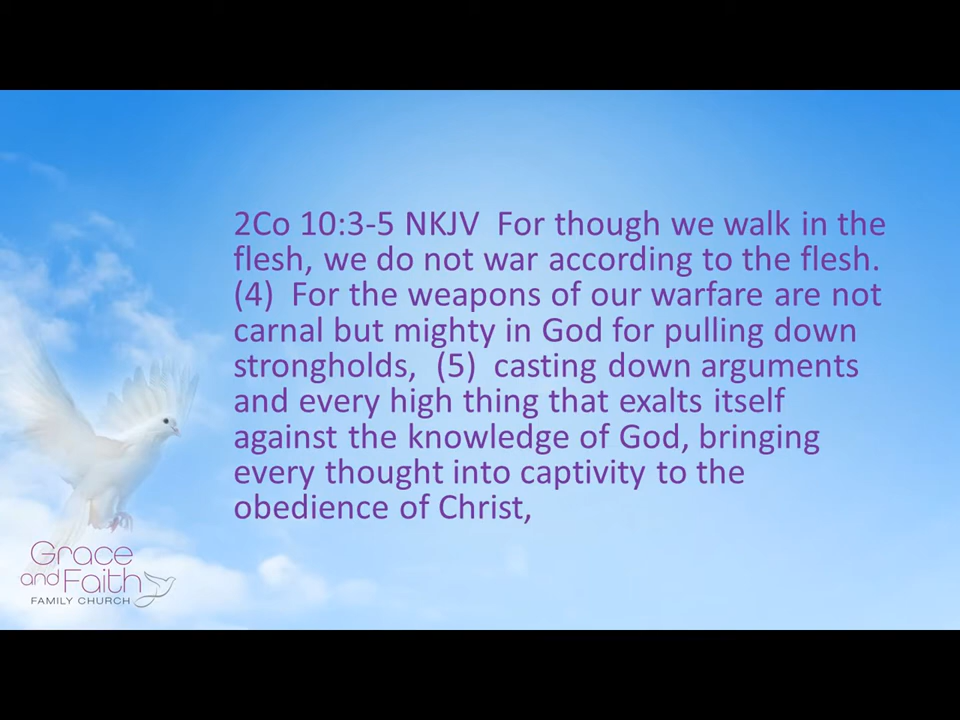 2Co 10:3-5 NKJV  For though we walk in the
flesh, we do not war according to the flesh.
(4)  For the weapons of our warfare are not
carnal but mighty in God for pulling down
strongholds,  (5)  casting down arguments
and every high thing that exalts itself
against the knowledge of God, bringing
every thought into captivity to the
obedience of Christ,
Grace
and Faith
FAMILY CHURCH